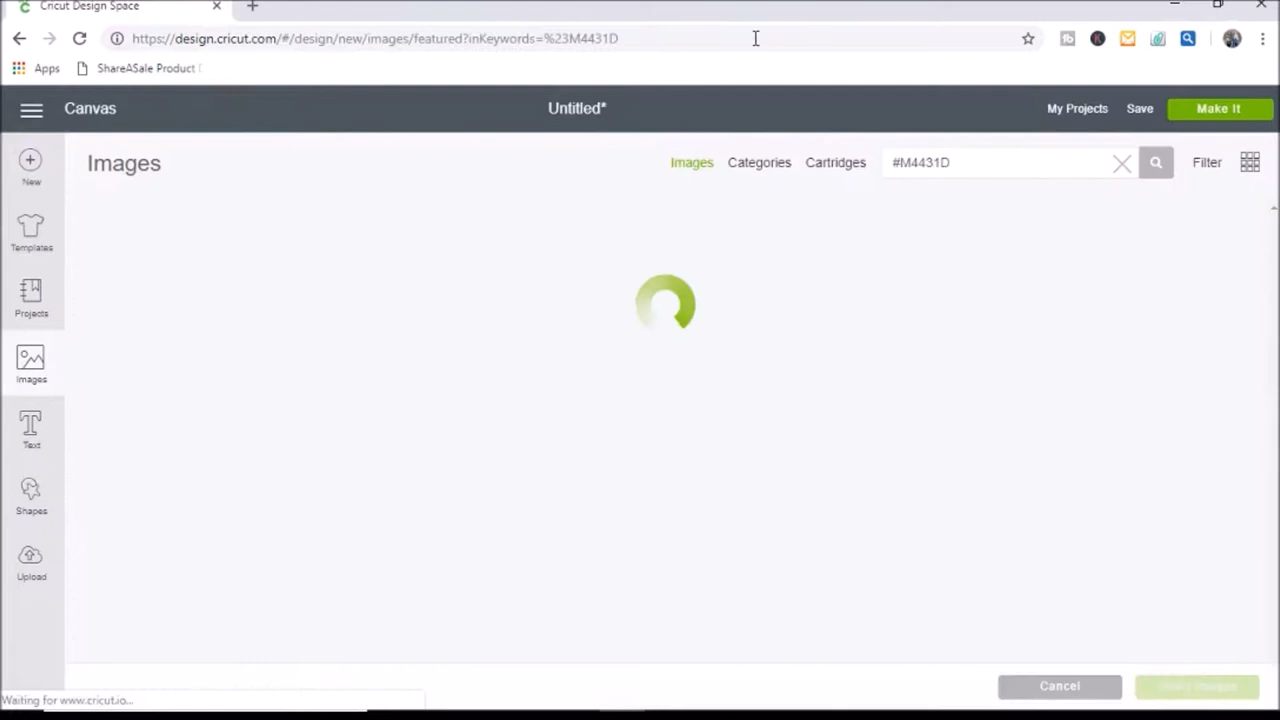 Cricut Design Space
https://design.cricut.com/#/design/new/images/featured?inKeywords=%23M4431D
Apps
ShareASale Product
Canvas
Untitled*
My Projects
Save
Make It
New
Templates
Projects
Images
Text
Shapes
Upload
Images
Images
Categories
Cartridges
#M4431D
Filter
Cancel
Waiting for www.cricut.io...